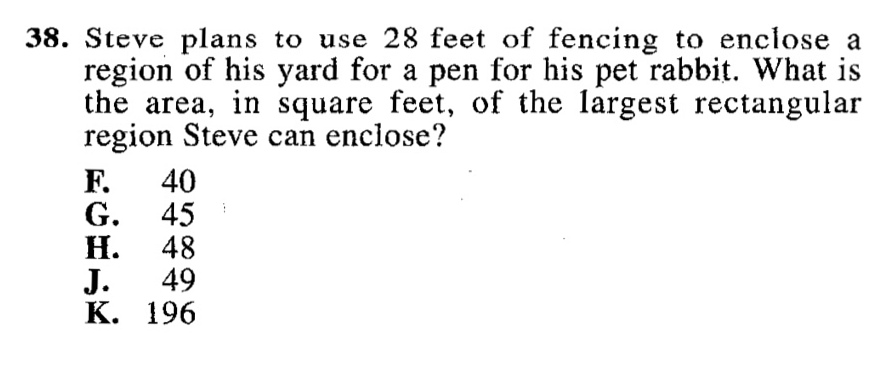 38. Steve plans to use 28 feet of fencing to enclose a
region of his yard for a pen for his pet rabbit. What is
the area, in square feet, of the largest rectangular
region Steve can enclose?
F. 40
G. 45
H. 48
J. 49
K. 196